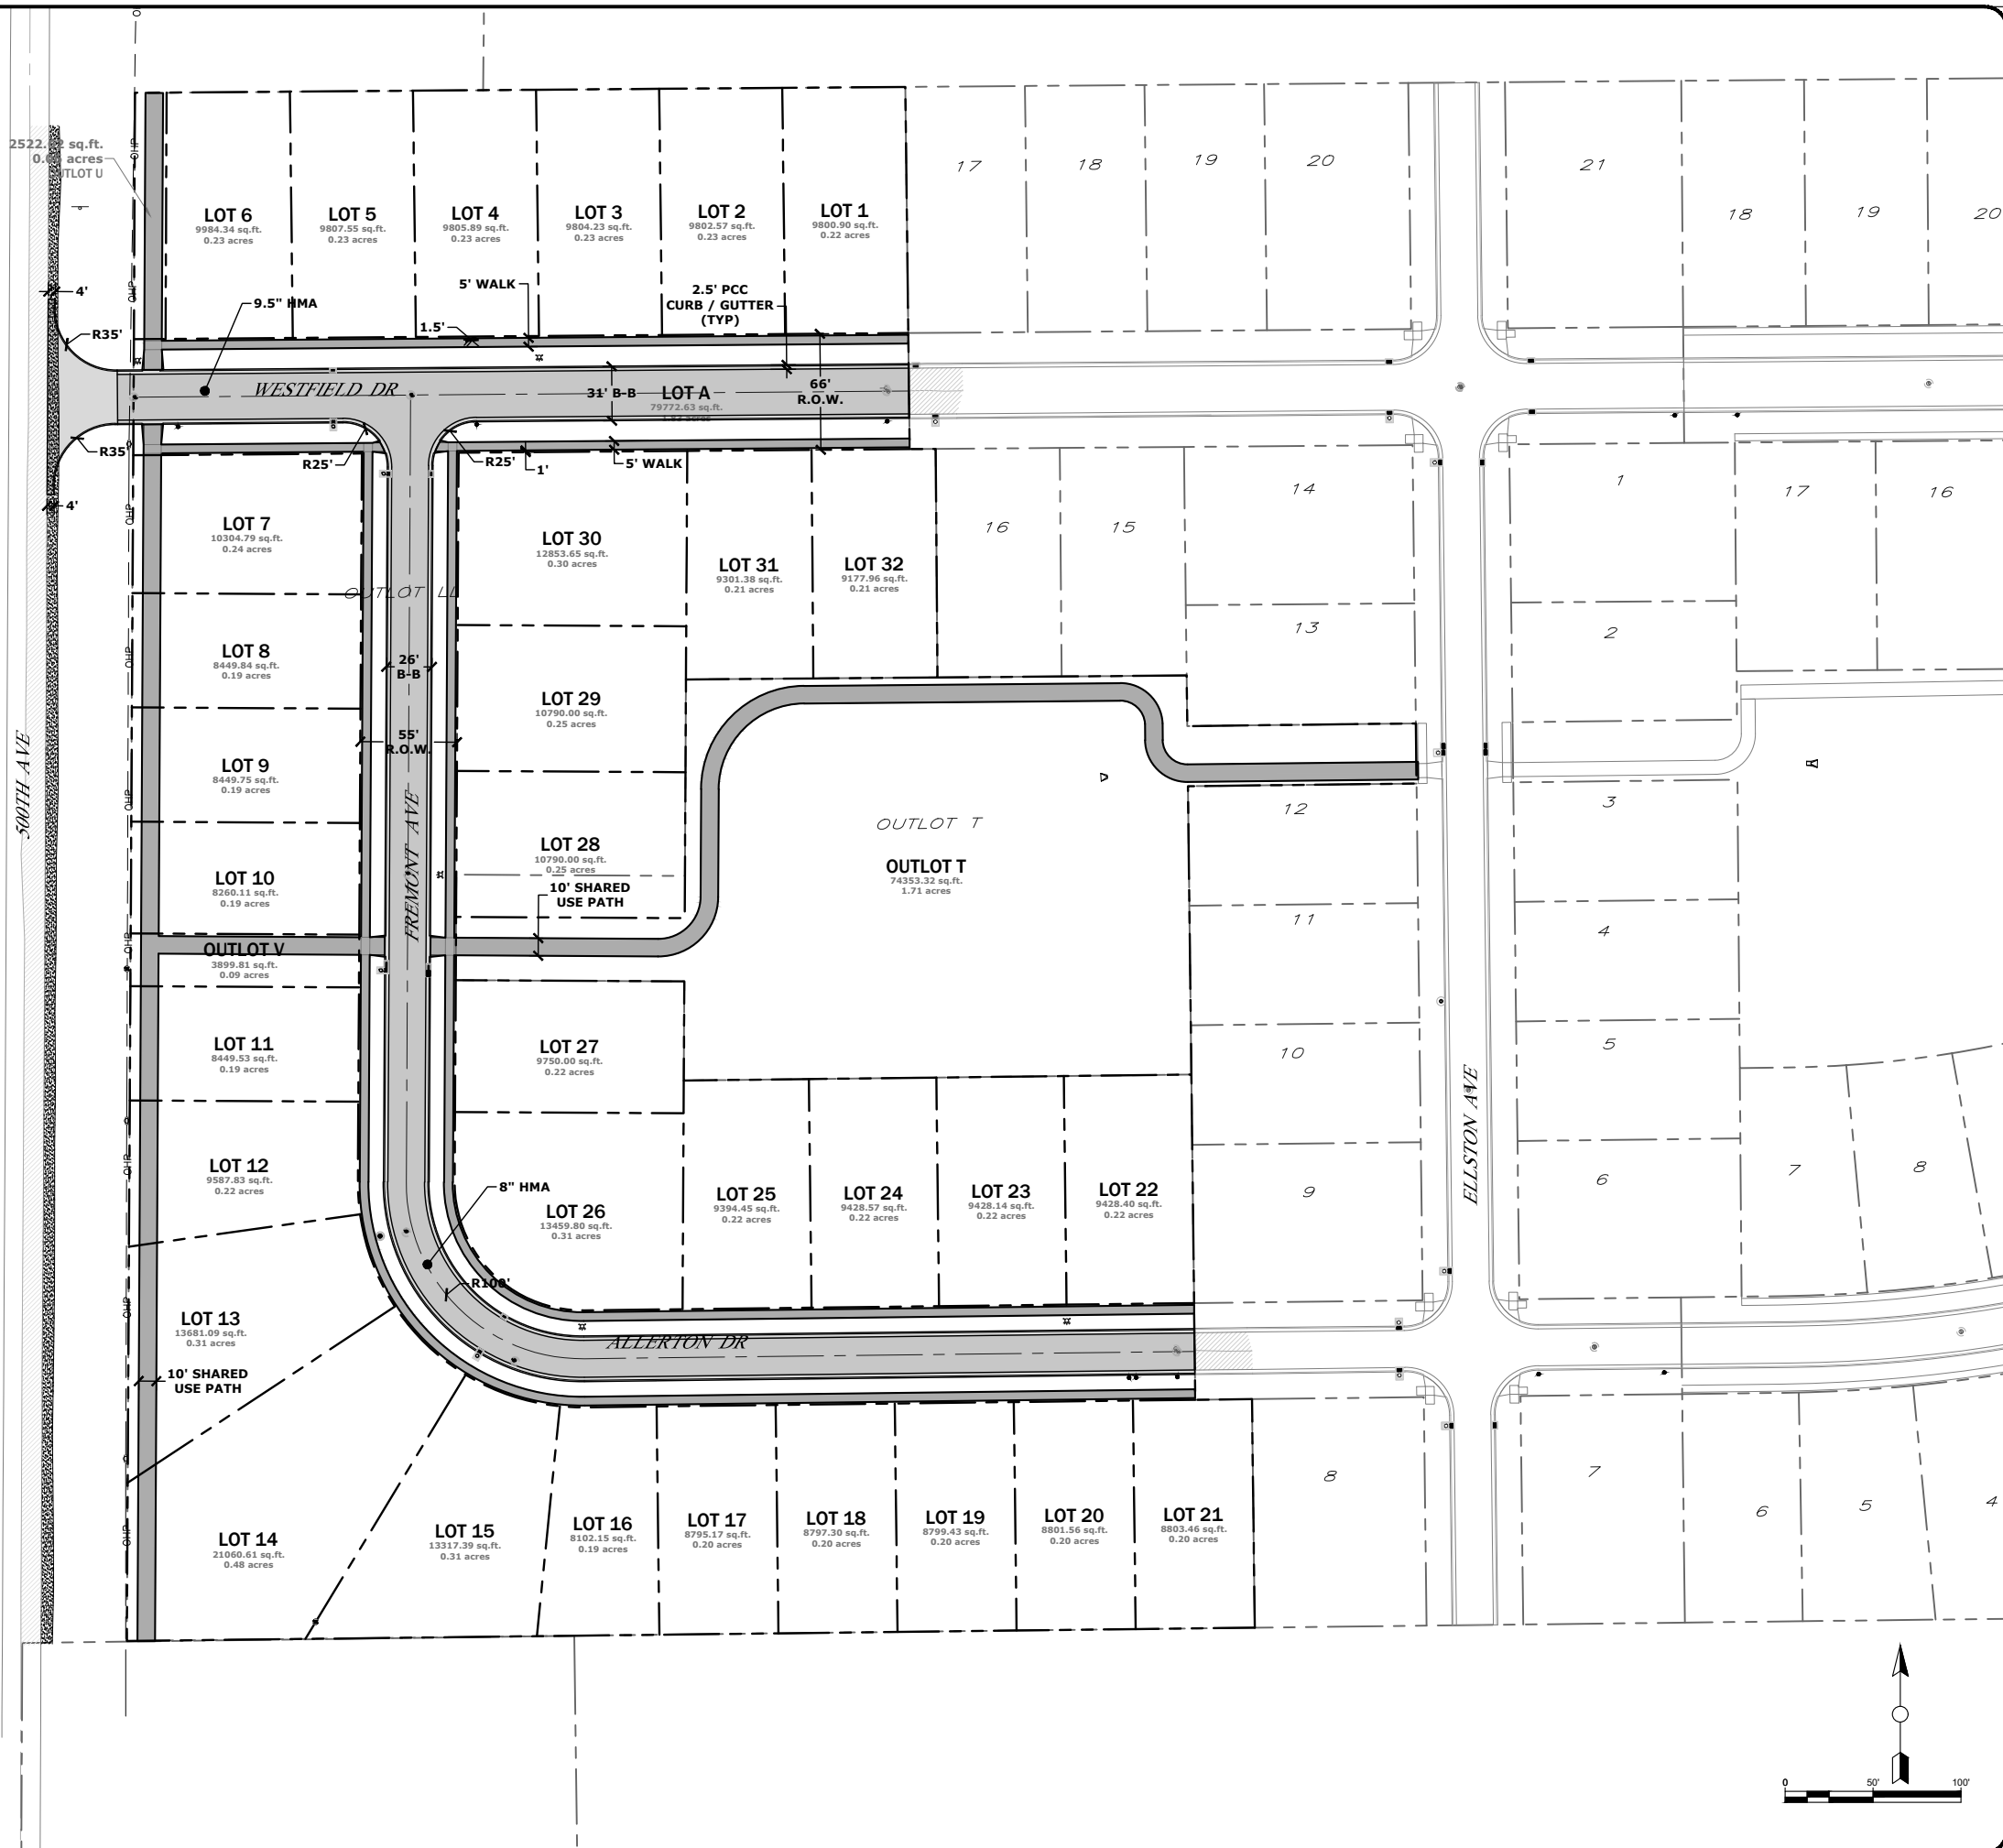 17
18
19
20
21
18
19
20
2522. sq.ft.
acres
LOT 6
9984.34 sq.ft.
0.23 acres
LOT 5
9807.55 sq.ft.
0.23 acres
LOT 4
9805.89 sq.ft.
0.23 acres
LOT 3
9804.23 sq.ft.
0.23 acres
LOT 2
9802.57 sq.ft.
0.23 acres
LOT 1
9800.90 sq.ft.
0.22 acres
OHP
OHP
4'
9.5" HMA
5' WALK
2.5' PCC
CURB / GUTTER
(TYP)
1.5'
R35'
WESTFIELD DR
31' B-B
LOT A
79772.63 sq.ft.
66'
R.O.W.
R35'
R25'
R25'
1'
5' WALK
4'
LOT 7
10304.79 sq.ft.
0.24 acres
LOT 30
12853.65 sq.ft.
0.30 acres
LOT 31
9301.38 sq.ft.
0.21 acres
LOT 32
9177.96 sq.ft.
0.21 acres
16
15
14
1
17
16
OHP
OUTLOT LL
13
2
LOT 8
8449.84 sq.ft.
0.19 acres
26'
B-B
LOT 29
10790.00 sq.ft.
0.25 acres
OHP
55'
R.O.W.
500TH AVE
LOT 9
8449.75 sq.ft.
0.19 acres
OHP
FREMONT AVE
LOT 28
10790.00 sq.ft.
0.25 acres
OUTLOT T
OUTLOT T
74353.32 sq.ft.
1.71 acres
12
3
LOT 10
8260.11 sq.ft.
0.19 acres
10' SHARED
USE PATH
11
4
OHP
OUTLOT V
3899.81 sq.ft.
0.09 acres
LOT 11
8449.53 sq.ft.
0.19 acres
LOT 27
9750.00 sq.ft.
0.22 acres
10
5
ELLSTON AVE
OHP
LOT 12
9587.83 sq.ft.
0.22 acres
8" HMA
LOT 26
13459.80 sq.ft.
0.31 acres
LOT 25
9394.45 sq.ft.
0.22 acres
LOT 24
9428.57 sq.ft.
0.22 acres
LOT 23
9428.14 sq.ft.
0.22 acres
LOT 22
9428.40 sq.ft.
0.22 acres
9
6
7
8
R100'
OHP
LOT 13
13681.09 sq.ft.
0.31 acres
ALLERTON DR
10' SHARED
USE PATH
OHP
LOT 14
21060.61 sq.ft.
0.48 acres
LOT 15
13317.39 sq.ft.
0.31 acres
LOT 16
8102.15 sq.ft.
0.19 acres
LOT 17
8795.17 sq.ft.
0.20 acres
LOT 18
8797.30 sq.ft.
0.20 acres
LOT 19
8799.43 sq.ft.
0.20 acres
LOT 20
8801.56 sq.ft.
0.20 acres
LOT 21
8803.46 sq.ft.
0.20 acres
8
7
6
5
4
0
50'
100'